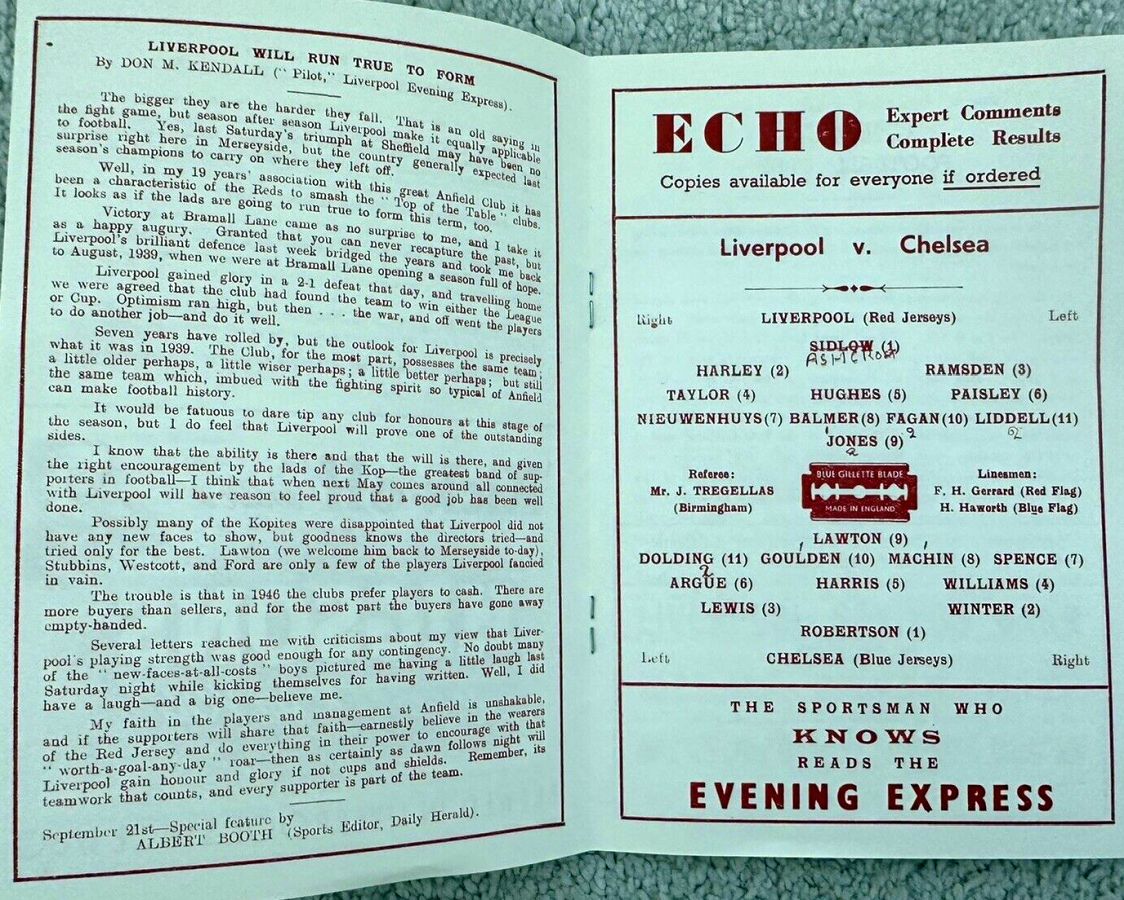 LIVERPOOL WILL RUN TRUE TO FORM
By DON M. KENDALL (" Pilot," Liverpool Evening Express).
The bigger they are the harder they fall. That is an old saying in
the fight game, but season after season Liverpool make it equally applicable
to football. Yes, last Saturday's triumph at Sheffield may have been no
surprise right here in Merseyside, but the country generally expected last
season's champions to carry on where they left off.
Well, in my 19 years' association with this great Anfield Club it has
been a characteristic of the Reds to smash the " Top of the Table " clubs.
It looks as if the lads are going to run true to form this term, too.
Victory at Bramall Lane came as no surprise to me, and I take it
as a happy augury. Granted that you can never recapture the past, but
Liverpool's brilliant defence last week bridged the years and took me back
to August, 1939, when we were at Bramall Lane opening a season full of hope.
Liverpool gained glory in a 2-1 defeat that day, and travelling home
we were agreed that the club had found the team to win either the League
or Cup. Optimism ran high, but then . . . the war, and off went the players
to do another job—and do it well.
Seven years have rolled by, but the outlook for Liverpool is precisely
what it was in 1939. The Club, for the most part, possesses the same team;
a little older perhaps, a little wiser perhaps; a little better perhaps; but still
the same team which, imbued with the fighting spirit so typical of Anfield
can make football history.
It would be fatuous to dare tip any club for honours at this stage of
the season, but I do feel that Liverpool will prove one of the outstanding
sides.
I know that the ability is there and that the will is there, and given
the right encouragement by the lads of the Kop—the greatest band of sup-
porters in football—I think that when next May comes around all connected
with Liverpool will have reason to feel proud that a good job has been well
done.
Possibly many of the Kopites were disappointed that Liverpool did not
have any new faces to show, but goodness knows the directors tried—and
tried only for the best. Lawton (we welcome him back to Merseyside to-day),
Stubbins, Westcott, and Ford are only a few of the players Liverpool fancied
in vain.
The trouble is that in 1946 the clubs prefer players to cash. There are
more buyers than sellers, and for the most part the buyers have gone away
empty-handed.
Several letters reached me with criticisms about my view that Liver-
pool's playing strength was good enough for any contingency. No doubt many
of the " new-faces-at-all-costs " boys pictured me having a little laugh last
Saturday night while kicking themselves for having written. Well, I did
have a laugh—and a big one—believe me.
My faith in the players and management at Anfield is unshakable,
and if the supporters will share that faith—earnestly believe in the wearers
of the Red Jersey and do everything in their power to encourage with that
" worth-a-goal-any-day " roar—then as certainly as dawn follows night will
Liverpool gain honour and glory if not cups and shields. Remember, its
teamwork that counts, and every supporter is part of the team.
September 21st—Special feature by
ALBERT BOOTH (Sports Editor, Daily Herald).
ECHO Expert Comments
Complete Results
Copies available for everyone if ordered
Liverpool v. Chelsea
Right LIVERPOOL (Red Jerseys) Left
SIDLOW (1)
HARLEY (2) RAMSDEN (3)
TAYLOR (4) HUGHES (5) PAISLEY (6)
NIEUWENHUYS (7) BALMER (8) FAGAN (10) LIDDELL (11)
JONES (9) 2 2
2
Referee: BLUE GILLETTE BLADE Linesmen:
Mr. J. TREGELLAS F. H. Gerrard (Red Flag)
(Birmingham) MADE IN ENGLAND H. Haworth (Blue Flag)
LAWTON (9)
DOLDING (11) GOULDEN (10) MACHIN (8) SPENCE (7)
2
ARGUE (6) HARRIS (5) WILLIAMS (4)
LEWIS (3) WINTER (2)
ROBERTSON (1)
Left CHELSEA (Blue Jerseys) Right
THE SPORTSMAN WHO
KNOWS
READS THE
EVENING EXPRESS